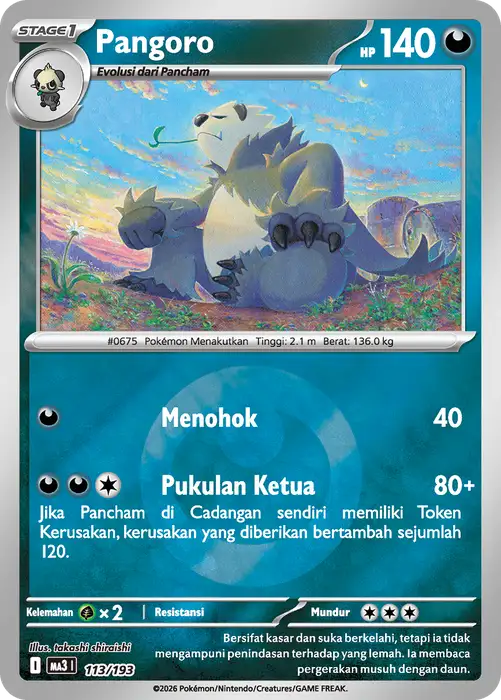 STAGE1
Pangoro
HP 140
Evolusi dari Pancham
#0675 Pokémon Menakutkan Tinggi: 2.1 m Berat: 136.0 kg
Menohok 40
Pukulan Ketua 80+
Jika Pancham di Cadangan sendiri memiliki Token
Kerusakan, kerusakan yang diberikan bertambah sejumlah
120.
Kelemahan ×2 Resistansi Mundur
Illus. takashi shiraishi
Bersifat kasar dan suka berkelahi, tetapi ia tidak
mengampuni penindasan terhadap yang lemah. Ia membaca
pergerakan musuh dengan daun.
I MA3 I 113/193
©2026 Pokémon/Nintendo/Creatures/GAME FREAK.